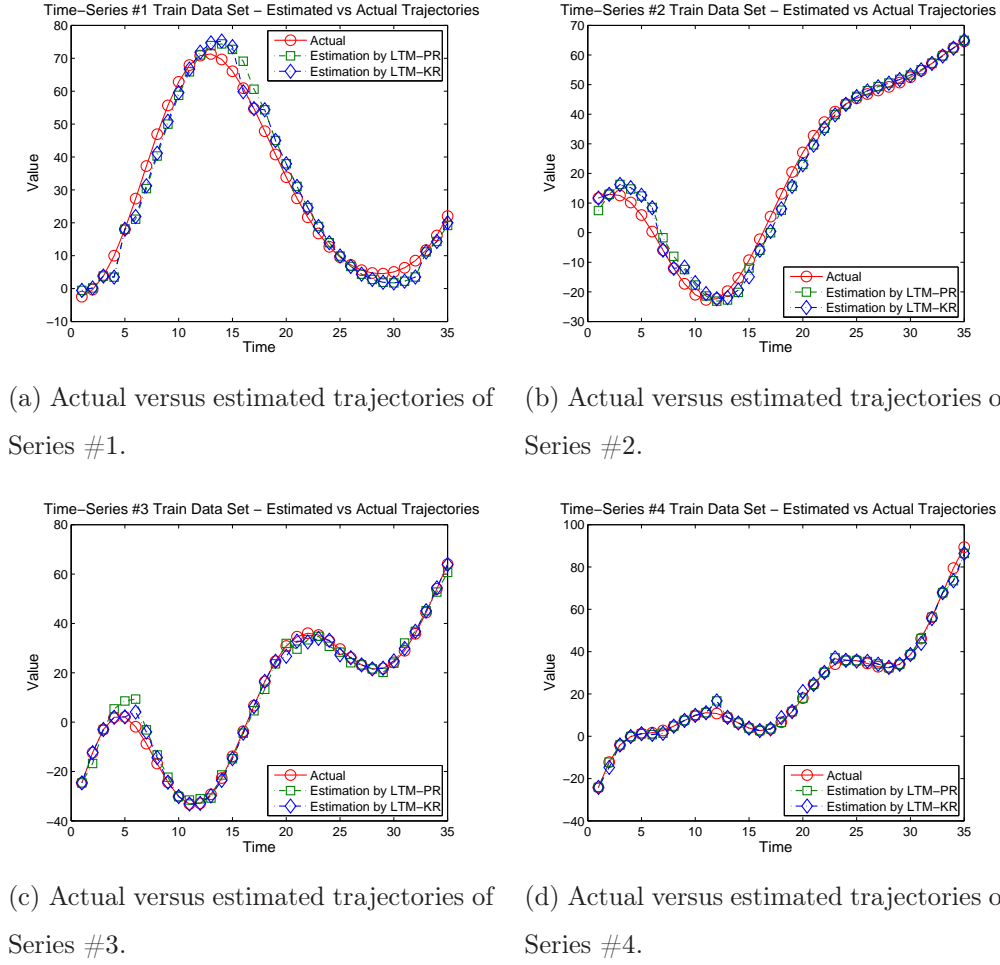 Time−Series #1 Train Data Set − Estimated vs Actual Trajectories
80
70
60
50
40
30
20
10
0
−10
Value
0 5 10 15 20 25 30 35
Time
Actual
Estimation by LTM−PR
Estimation by LTM−KR
(a) Actual versus estimated trajectories of
Series #1.
Time−Series #2 Train Data Set − Estimated vs Actual Trajectories
70
60
50
40
30
20
10
0
−10
−20
−30
Value
0 5 10 15 20 25 30 35
Time
Actual
Estimation by LTM−PR
Estimation by LTM−KR
(b) Actual versus estimated trajectories o
Series #2.
Time−Series #3 Train Data Set − Estimated vs Actual Trajectories
80
60
40
20
0
−20
−40
Value
0 5 10 15 20 25 30 35
Time
Actual
Estimation by LTM−PR
Estimation by LTM−KR
(c) Actual versus estimated trajectories of
Series #3.
Time−Series #4 Train Data Set − Estimated vs Actual Trajectories
100
80
60
40
20
0
−20
−40
Value
0 5 10 15 20 25 30 35
Time
Actual
Estimation by LTM−PR
Estimation by LTM−KR
(d) Actual versus estimated trajectories o
Series #4.